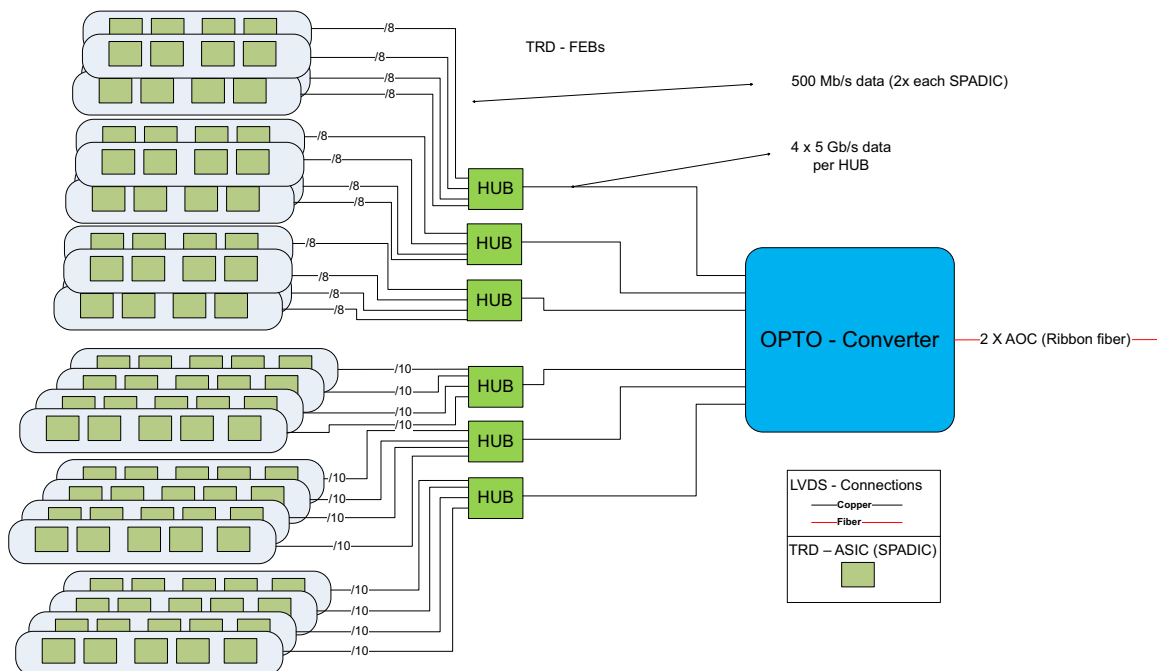 /8
/8
/8
/8
TRD - FEBs
500 Mb/s data (2x each SPADIC)
4 x 5 Gb/s data
per HUB
/8
/8
/8
/8
HUB
HUB
/8
/8
/8
/8
HUB
OPTO - Converter
2 X AOC (Ribbon fiber)
/10
/10
/10
/10
HUB
HUB
/10
/10
/10
/10
HUB
/10
/10
/10
/10
LVDS - Connections
Copper
Fiber
TRD – ASIC (SPADIC)